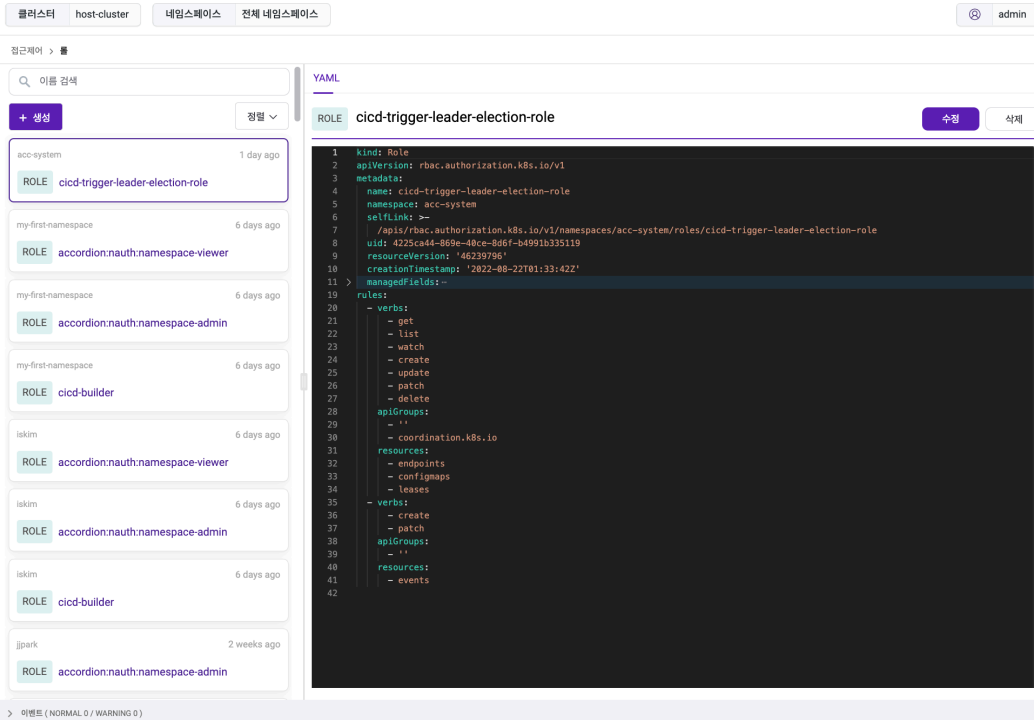 클러스터 host-cluster 네임스페이스 전체 네임스페이스 admin
접근제어 > 롤
이름 검색
+ 생성 정렬
acc-system 1 day ago
ROLE cicd-trigger-leader-election-role
my-first-namespace 6 days ago
ROLE accordion:nauth:namespace-viewer
my-first-namespace 6 days ago
ROLE accordion:nauth:namespace-admin
my-first-namespace 6 days ago
ROLE cicd-builder
iskim 6 days ago
ROLE accordion:nauth:namespace-viewer
iskim 6 days ago
ROLE accordion:nauth:namespace-admin
iskim 6 days ago
ROLE cicd-builder
jjpark 2 weeks ago
ROLE accordion:nauth:namespace-admin
YAML
ROLE cicd-trigger-leader-election-role 수정 삭제
1 kind: Role
2 apiVersion: rbac.authorization.k8s.io/v1
3 metadata:
4 name: cicd-trigger-leader-election-role
5 namespace: acc-system
6 selfLink: >-
7 /apis/rbac.authorization.k8s.io/v1/namespaces/acc-system/roles/cicd-trigger-leader-election-role
8 uid: 4225ca44-869e-40ce-8d6f-b4991b335119
9 resourceVersion: '46239796'
10 creationTimestamp: '2022-08-22T01:33:42Z'
11 > managedFields:⋯
19 rules:
20 - verbs:
21 - get
22 - list
23 - watch
24 - create
25 - update
26 - patch
27 - delete
28 apiGroups:
29 - ''
30 - coordination.k8s.io
31 resources:
32 - endpoints
33 - configmaps
34 - leases
35 - verbs:
36 - create
37 - patch
38 apiGroups:
39 - ''
40 resources:
41 - events
42
> 이벤트 ( NORMAL 0 / WARNING 0 )